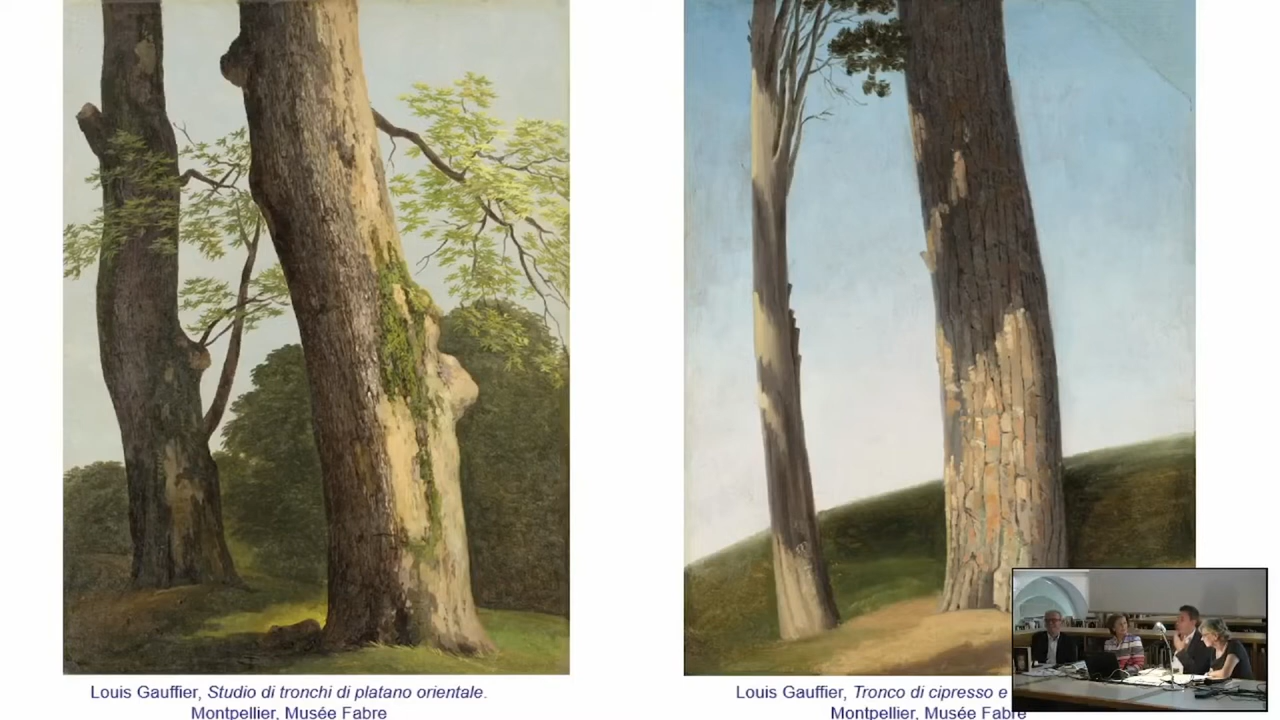 Louis Gauffier, Studio di tronchi di platano orientale.
Montpellier, Musée Fabre
Louis Gauffier, Tronco di cipresso e
Montpellier, Musée Fabre